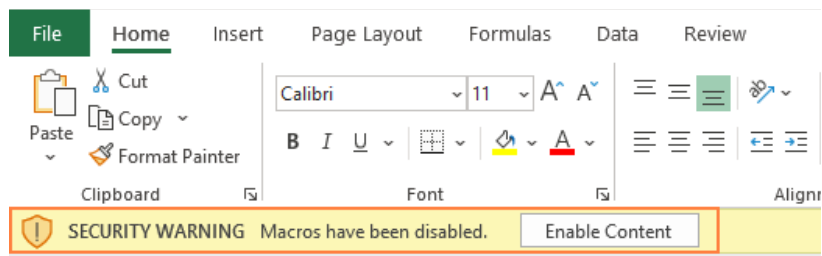 File Home Insert Page Layout Formulas Data Review
Cut
Calibri 11 A A
Copy
Paste
B I U A
Format Painter
Clipboard Font
SECURITY WARNING Macros have been disabled. Enable Content